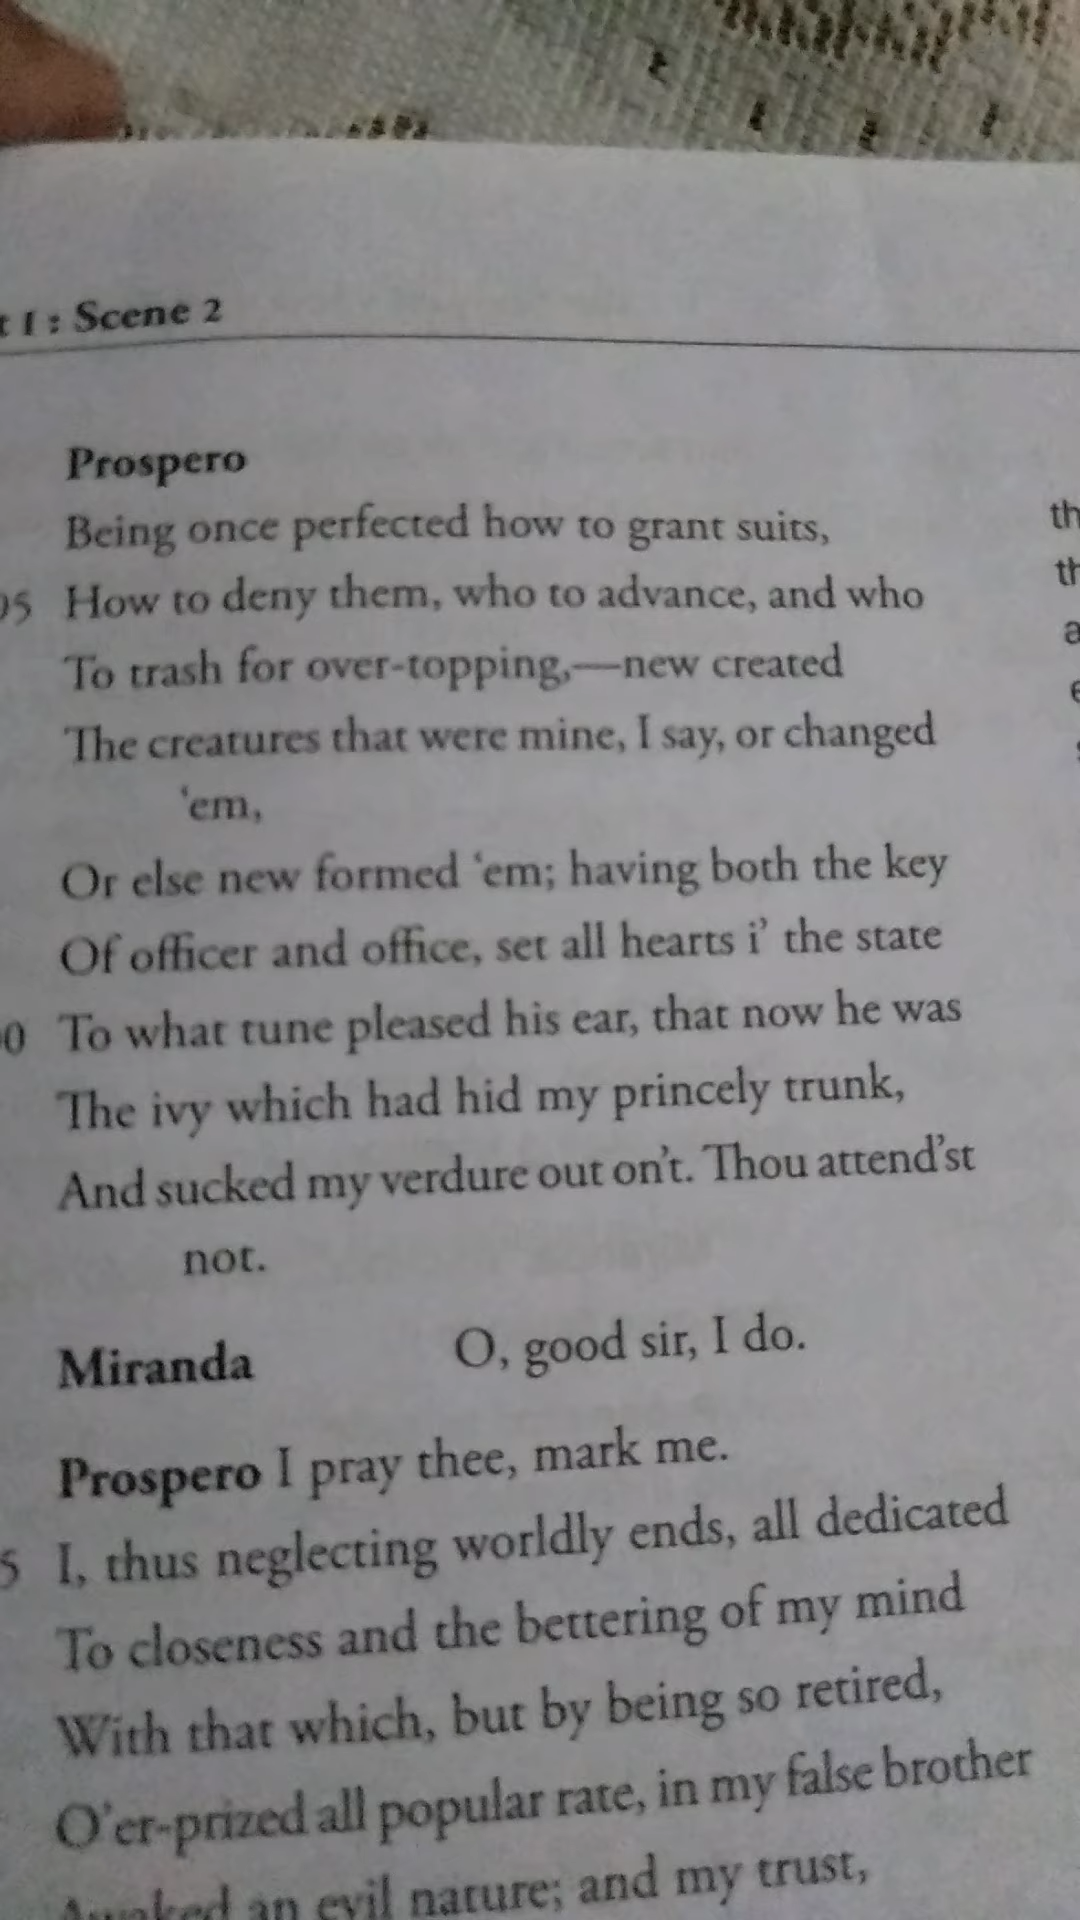 t I : Scene 2
Prospero
Being once perfected how to grant suits,
th
05 How to deny them, who to advance, and who
th
To trash for over-topping,—new created
a
The creatures that were mine, I say, or changed
e
'em,
Or else new formed 'em; having both the key
Of officer and office, set all hearts i' the state
0 To what tune pleased his ear, that now he was
The ivy which had hid my princely trunk,
And sucked my verdure out on't. Thou attend'st
not.
Miranda O, good sir, I do.
Prospero I pray thee, mark me.
5 I, thus neglecting worldly ends, all dedicated
To closeness and the bettering of my mind
With that which, but by being so retired,
O'er-prized all popular rate, in my false brother
Awaked an evil nature; and my trust,